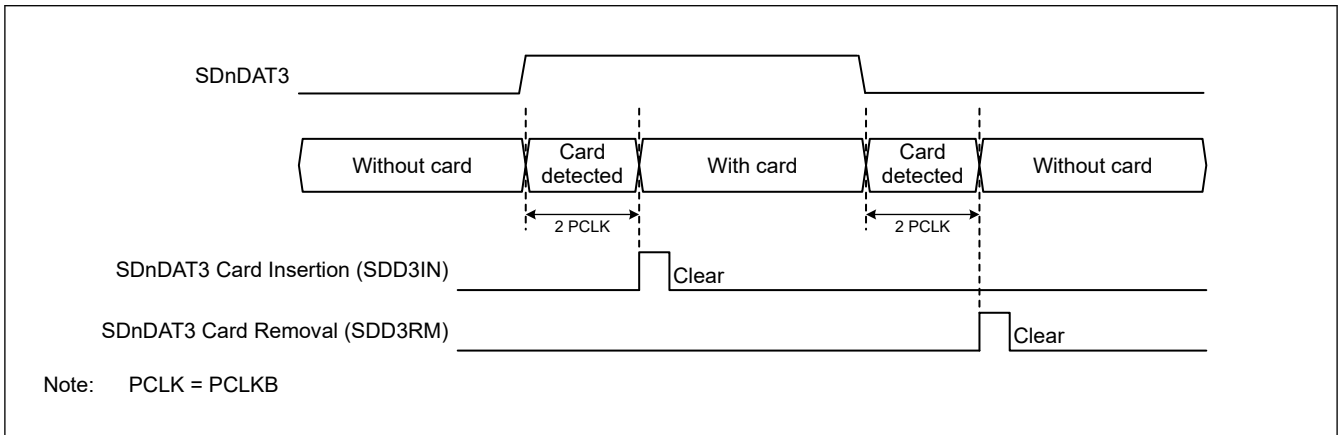 SDnDAT3
Without card
Card
detected
With card
Card
detected
Without card
2 PCLK
2 PCLK
SDnDAT3 Card Insertion (SDD3IN)
Clear
SDnDAT3 Card Removal (SDD3RM)
Clear
Note: PCLK = PCLKB